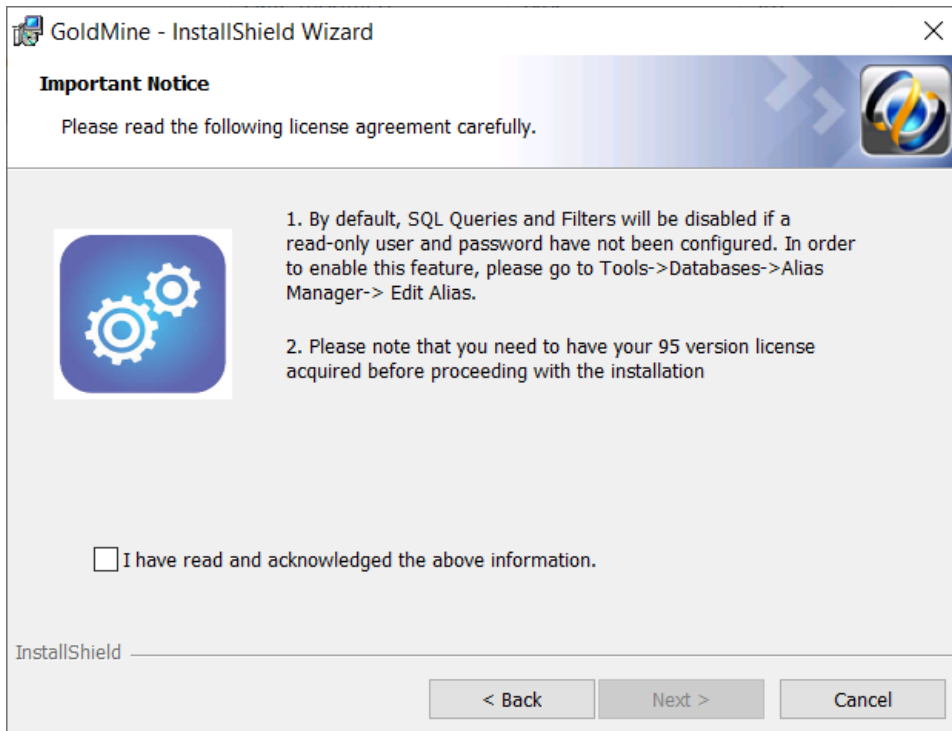 GoldMine - InstallShield Wizard
Important Notice
Please read the following license agreement carefully.
1. By default, SQL Queries and Filters will be disabled if a
read-only user and password have not been configured. In order
to enable this feature, please go to Tools->Databases->Alias
Manager-> Edit Alias.
2. Please note that you need to have your 95 version license
acquired before proceeding with the installation
I have read and acknowledged the above information.
InstallShield
< Back
Next >
Cancel